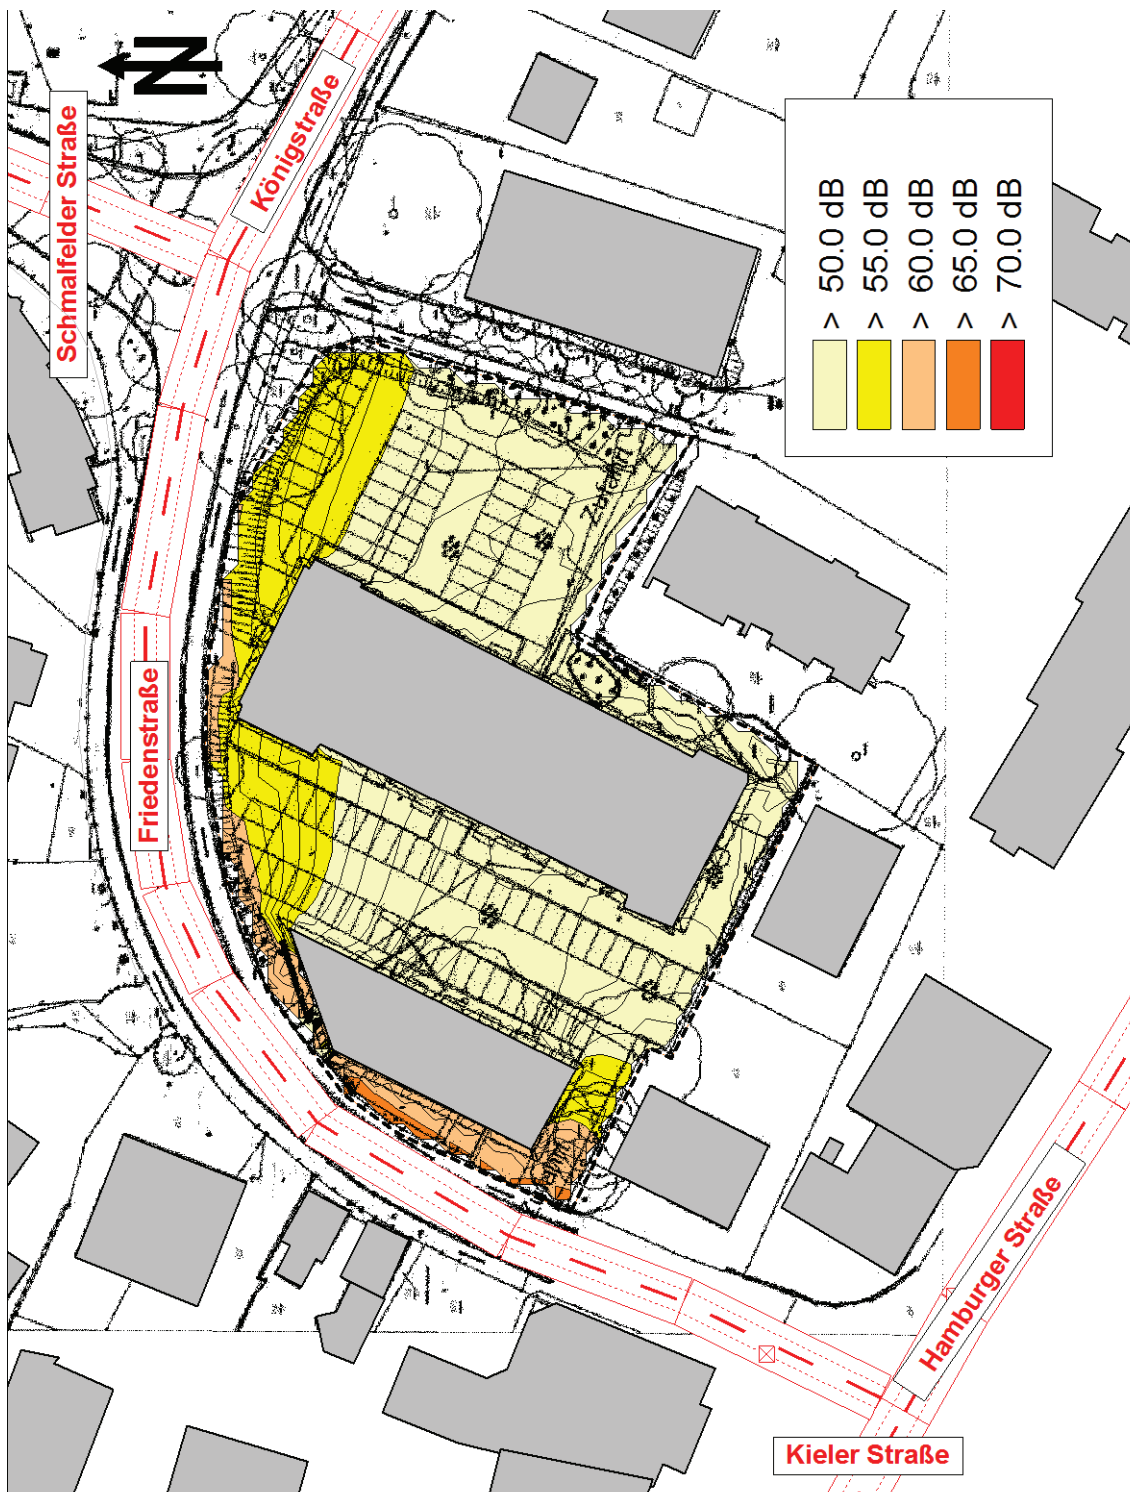 N
Schmalfelder Straße
Königstraße
Friedenstraße
> 50.0 dB
> 55.0 dB
> 60.0 dB
> 65.0 dB
> 70.0 dB
Zufahrt
Hamburger Straße
Kieler Straße